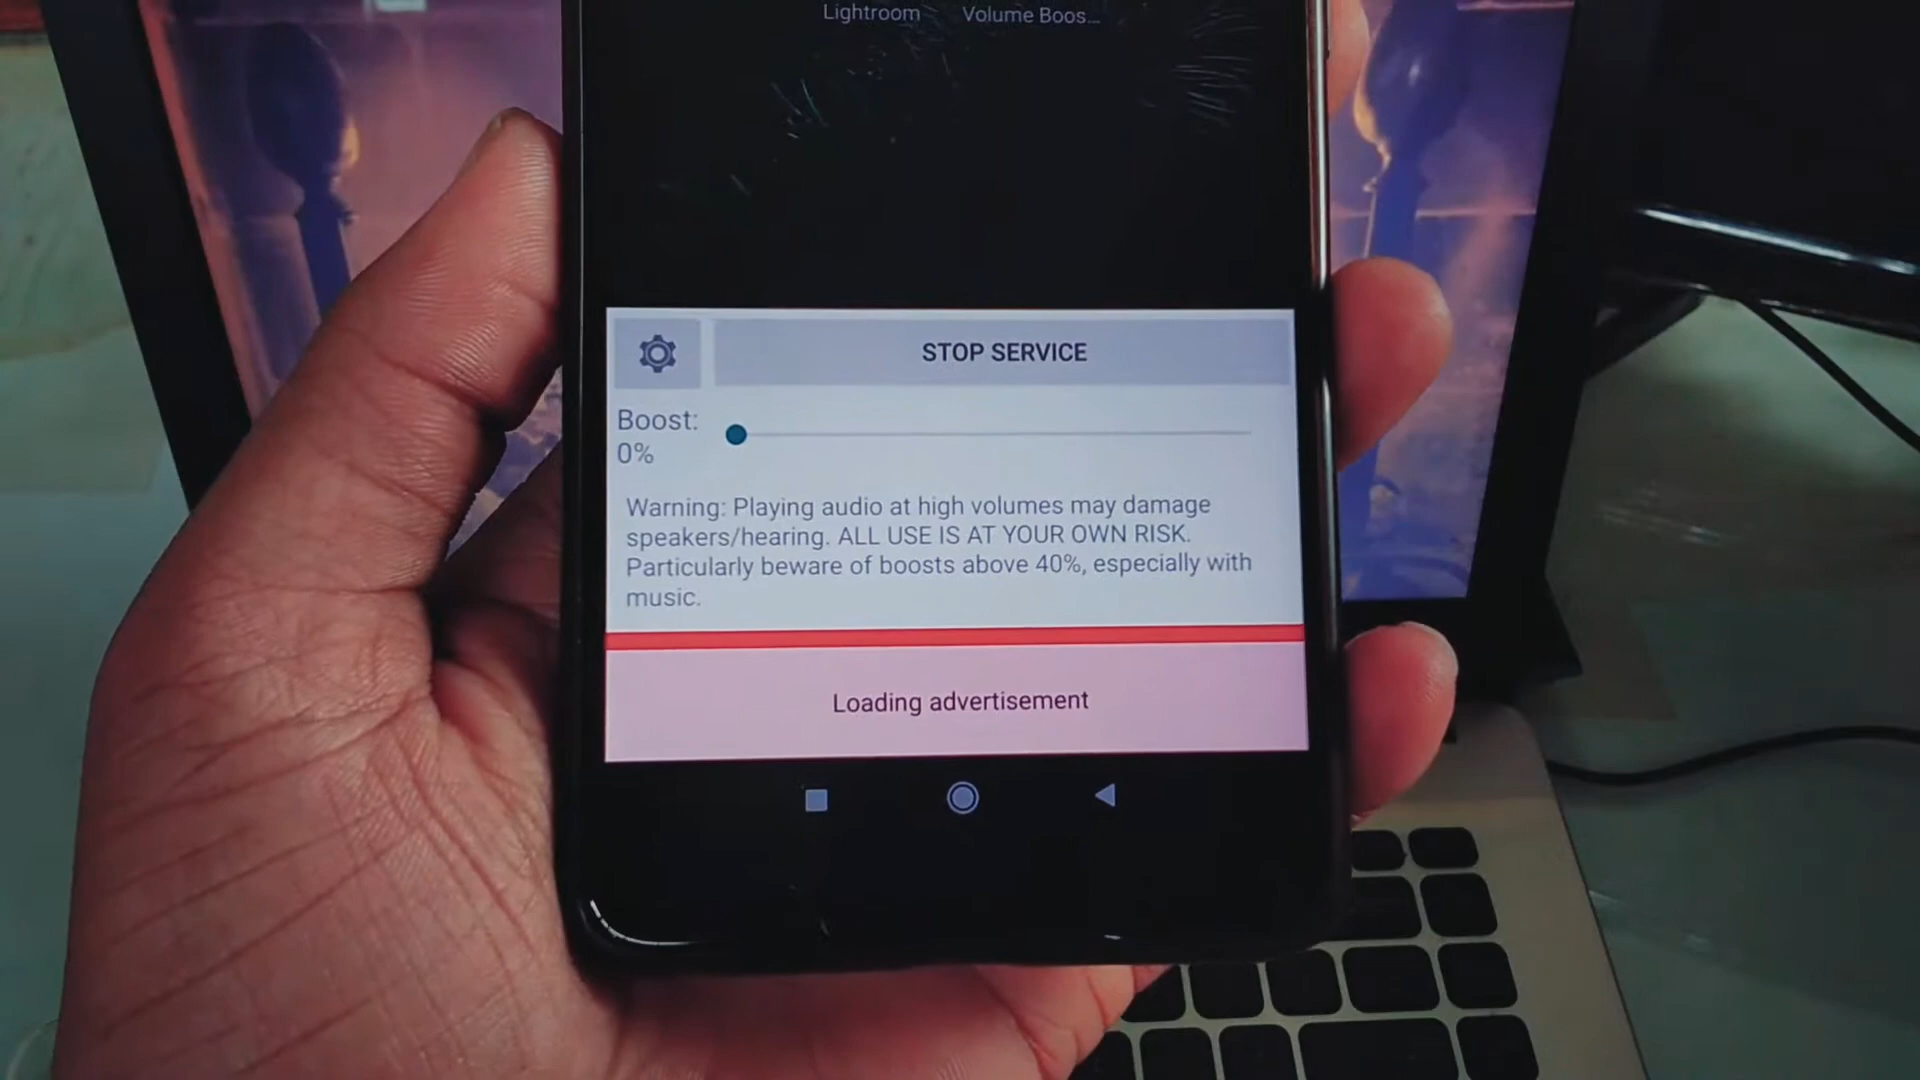 Lightroom Volume Boos...
STOP SERVICE
Boost:
0%
Warning: Playing audio at high volumes may damage
speakers/hearing. ALL USE IS AT YOUR OWN RISK.
Particularly beware of boosts above 40%, especially with
music.
Loading advertisement